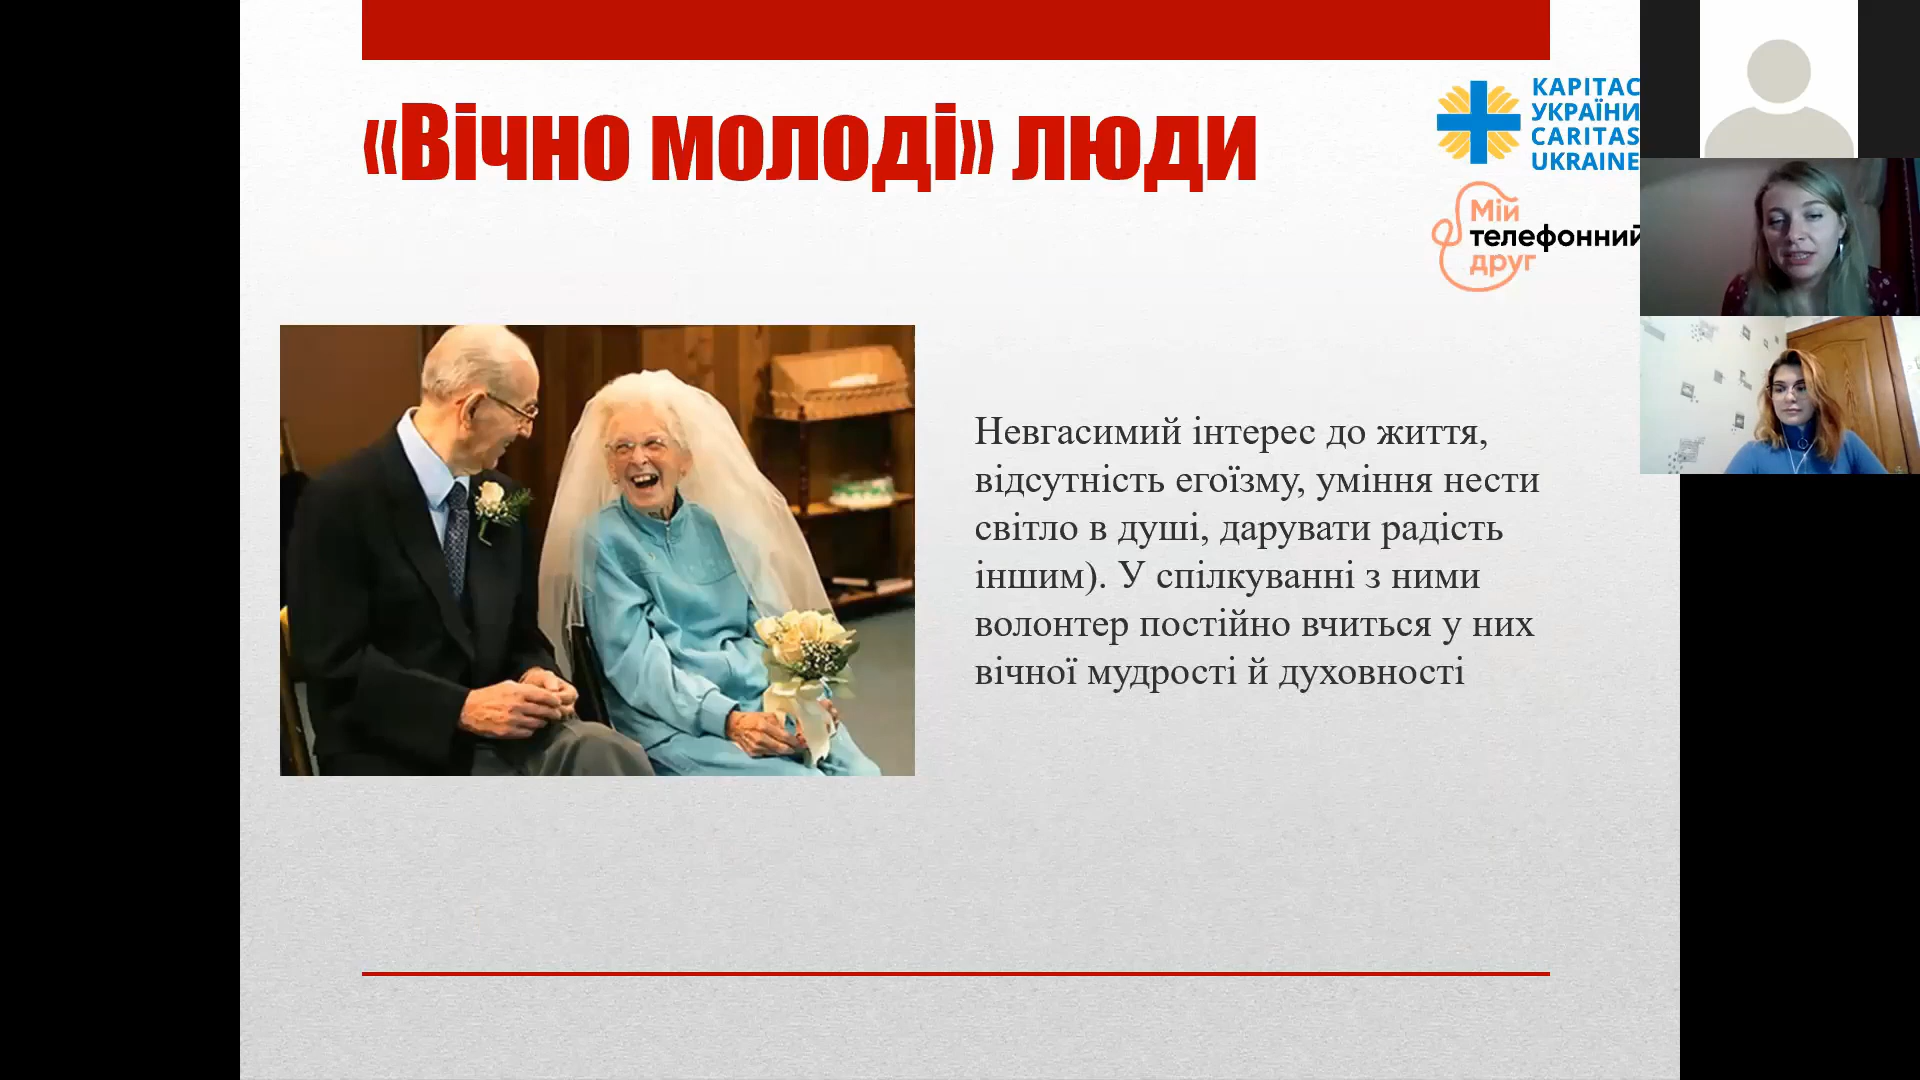 «Вічно молоді» люди
КАРІТАС
УКРАЇНИ
CARITAS
UKRAINE
Мій
телефонний
друг
Невгасимий інтерес до життя,
відсутність егоїзму, уміння нести
світло в душі, дарувати радість
іншим). У спілкуванні з ними
волонтер постійно вчиться у них
вічної мудрості й духовності